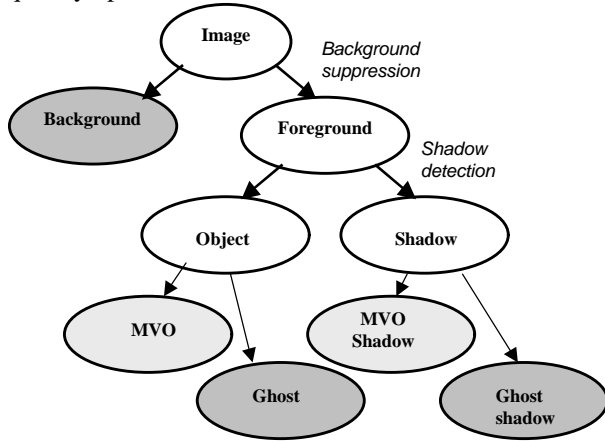 Image
Background
suppression
Background
Foreground
Shadow
detection
Object
Shadow
MVO
MVO
Shadow
Ghost
Ghost
shadow